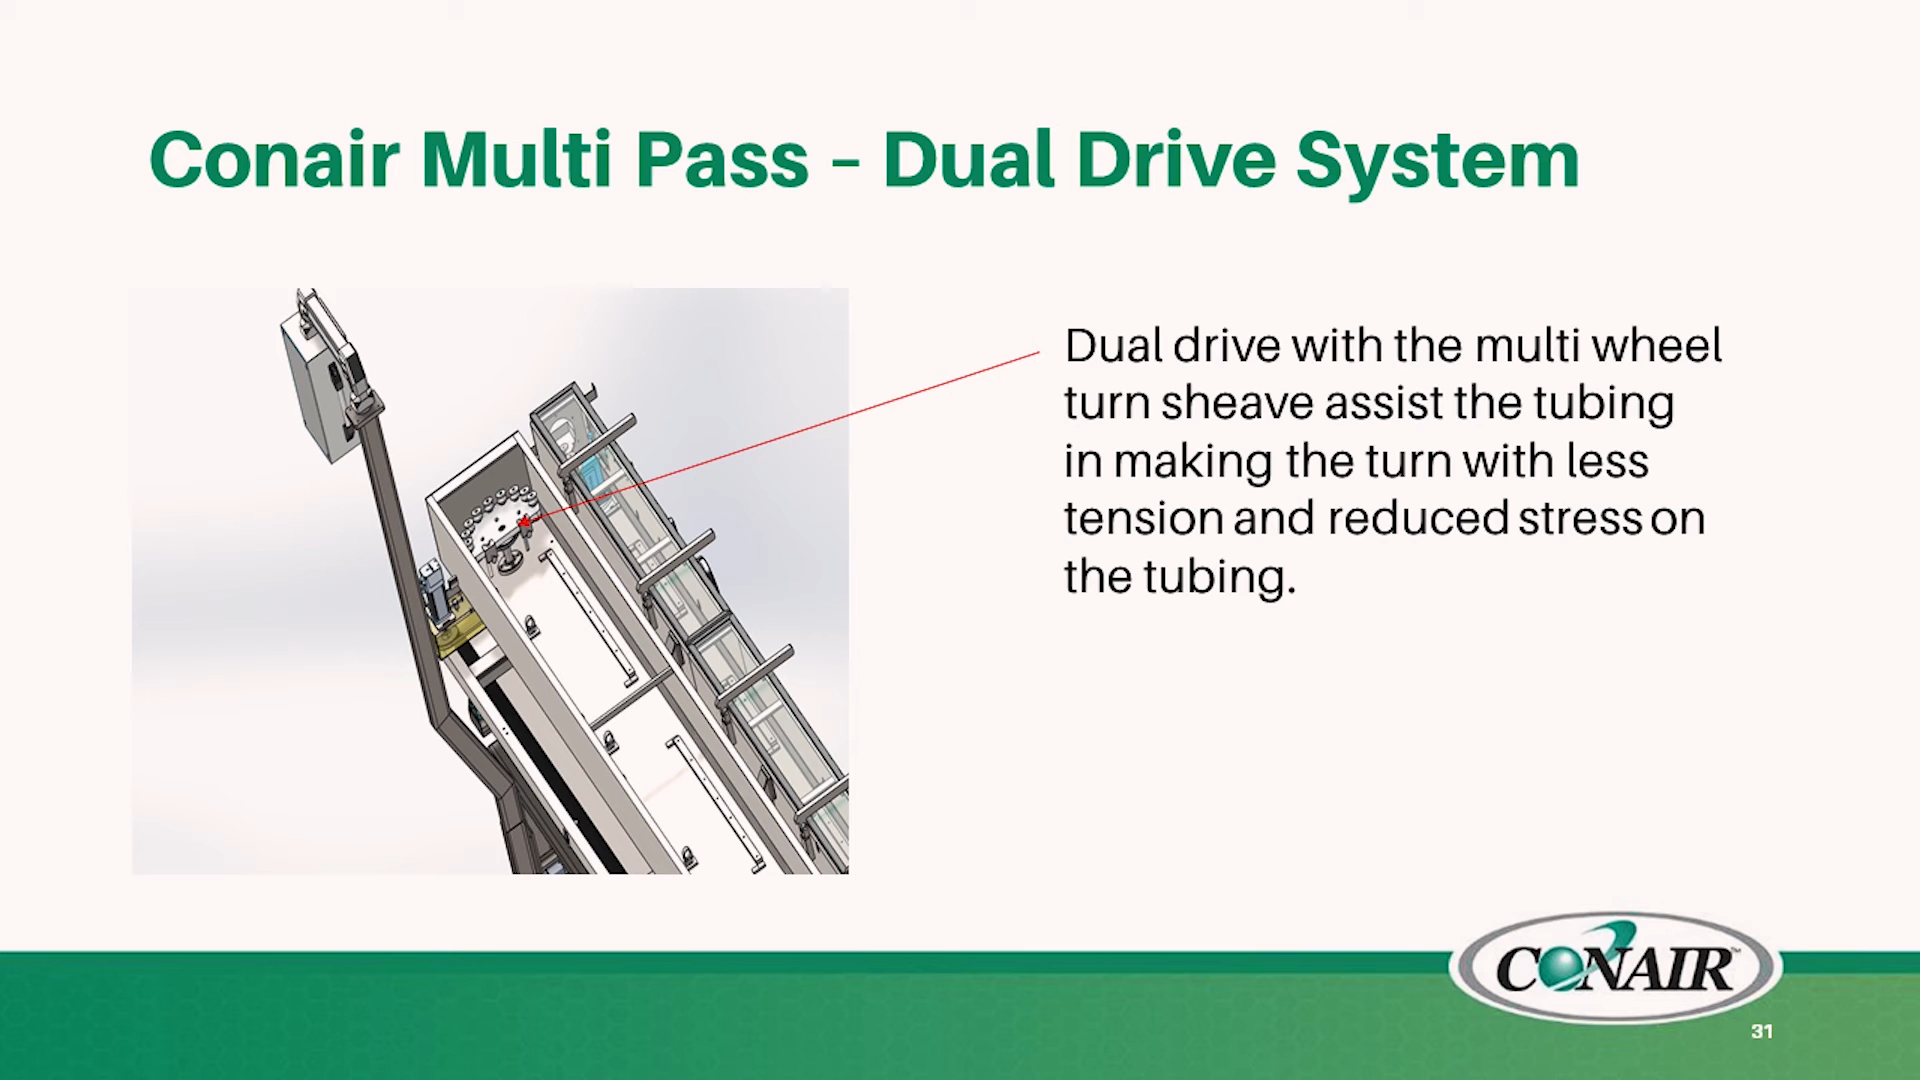 Conair Multi Pass – Dual Drive System
Dual drive with the multi wheel
turn sheave assist the tubing
in making the turn with less
tension and reduced stress on
the tubing.
CONAIR™
31